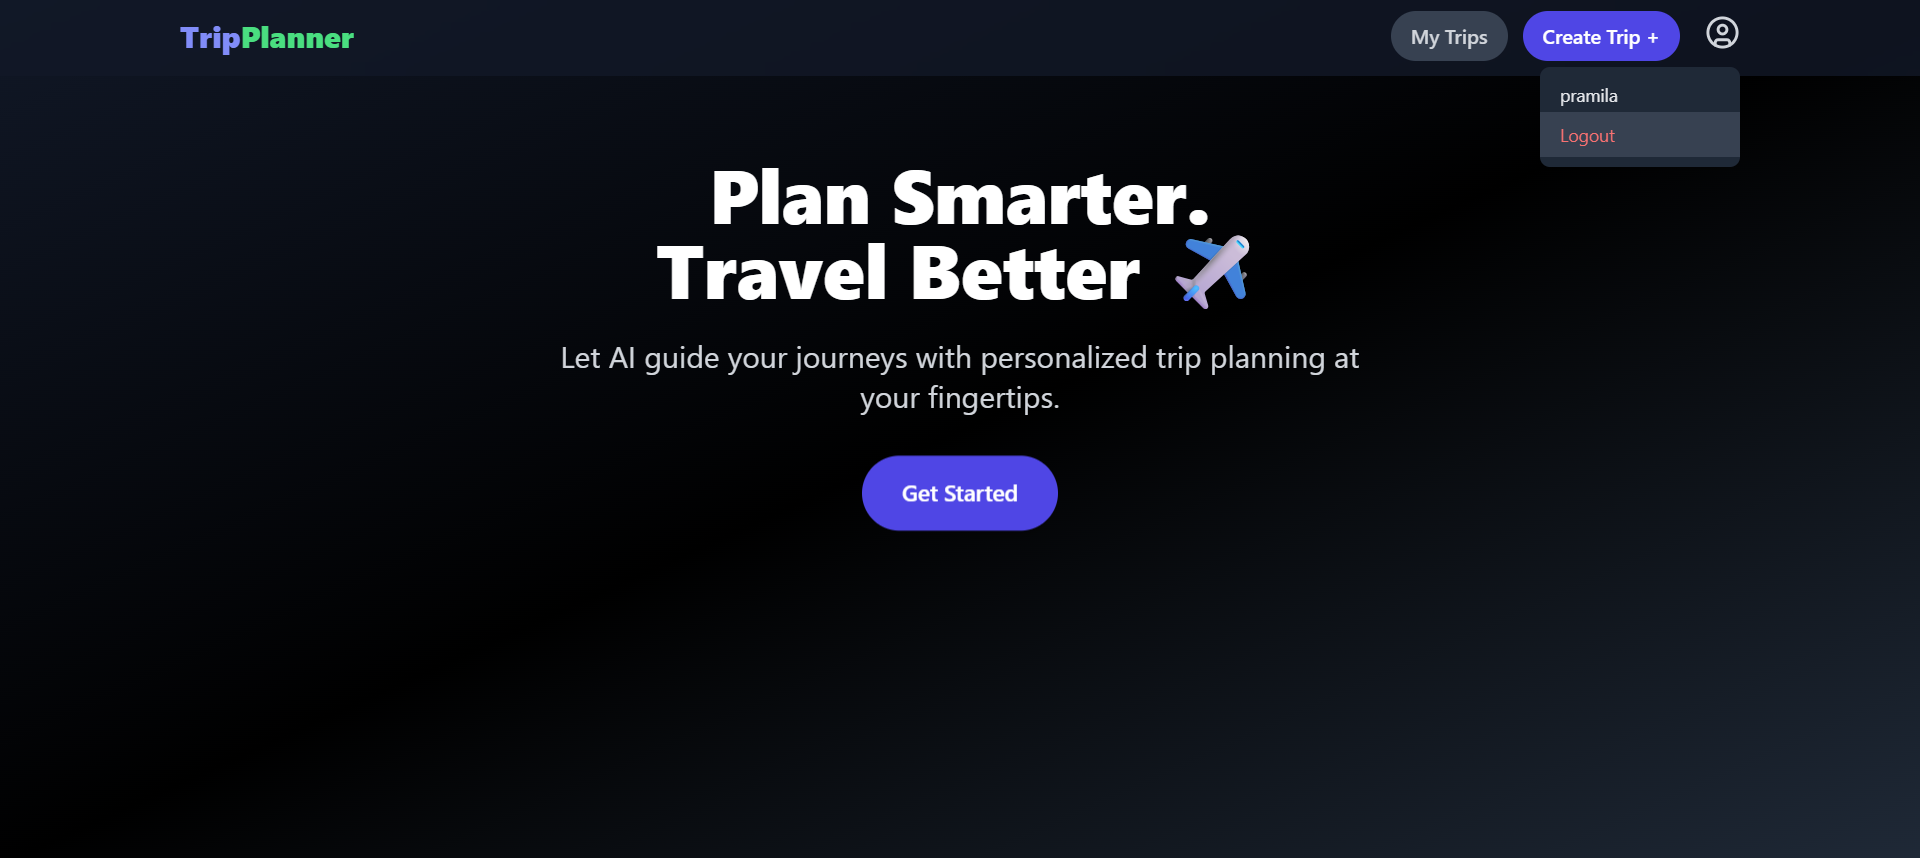 TripPlanner
My Trips
Create Trip +
pramila
Logout
Plan Smarter.
Travel Better ✈️
Let AI guide your journeys with personalized trip planning at
your fingertips.
Get Started